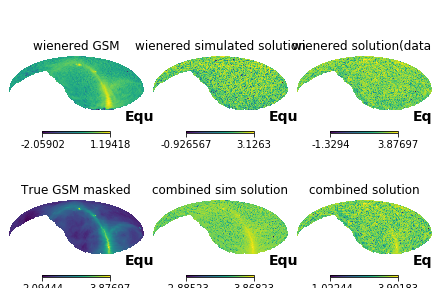 wienered GSM
wienered simulated solution
wienered solution(data
Equ
Equ
Equ
-2.05902 1.19418
-0.926567 3.1263
-1.3294 3.87697
True GSM masked
combined sim solution
combined solution
Equ
Equ
Equ
3.87697
3.86823
3.90183